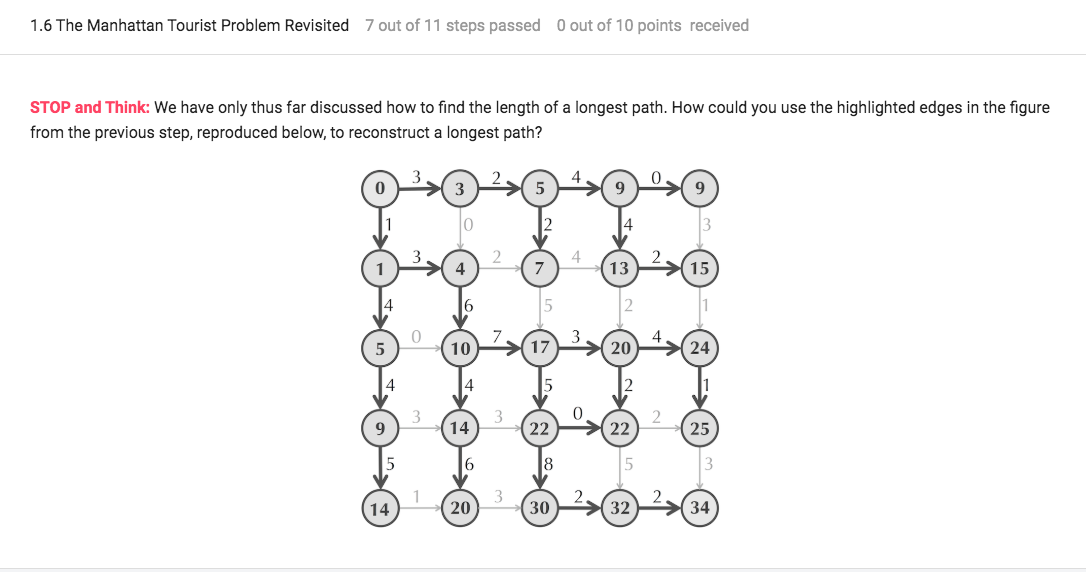 1.6 The Manhattan Tourist Problem Revisited 7 out of 11 steps passed 0 out of 10 points received
STOP and Think: We have only thus far discussed how to find the length of a longest path. How could you use the highlighted edges in the figure
from the previous step, reproduced below, to reconstruct a longest path?
3 2 4 0
0 3 5 9 9
1 0 2 4 3
3 2 4 2
1 4 7 13 15
4 6 5 2 1
0 7 3 4
5 10 17 20 24
4 4 5 2 1
3 3 0 2
9 14 22 22 25
5 6 8 5 3
1 3 2 2
14 20 30 32 34